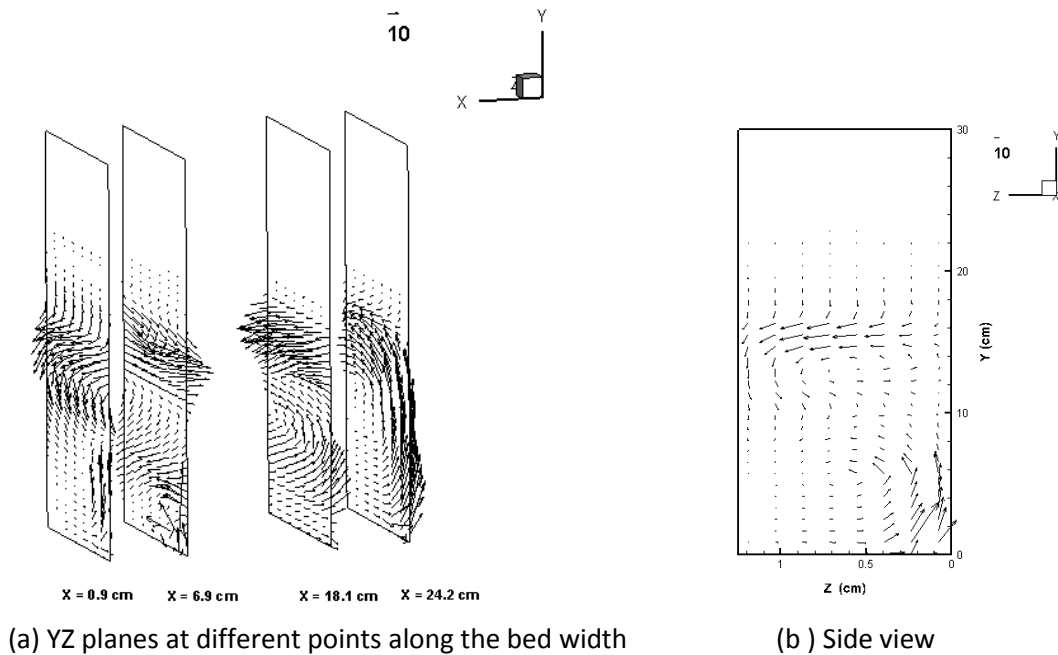 10
Y
X
Z
X = 0.9 cm X = 6.9 cm X = 18.1 cm X = 24.2 cm
(a) YZ planes at different points along the bed width
30
20
10
0
Y (cm)
1 0.5 0
Z (cm)
10
Y
Z
X
(b ) Side view